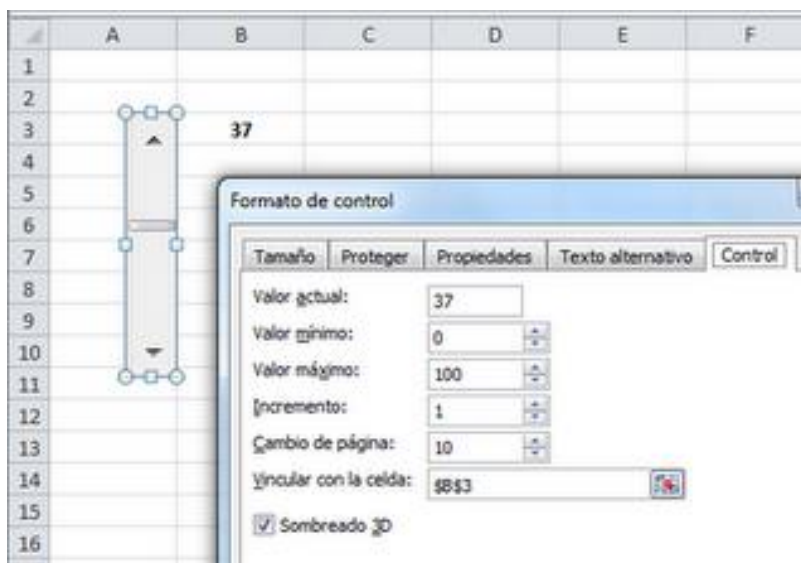 A B C D E F
1
2
3 37
4
5
6
7
8
9
10
11
12
13
14
15
16
Formato de control
Tamaño Proteger Propiedades Texto alternativo Control
Valor actual: 37
Valor mínimo: 0
Valor máximo: 100
Incremento: 1
Cambio de página: 10
Vincular con la celda: $B$3
Sombreado 3D